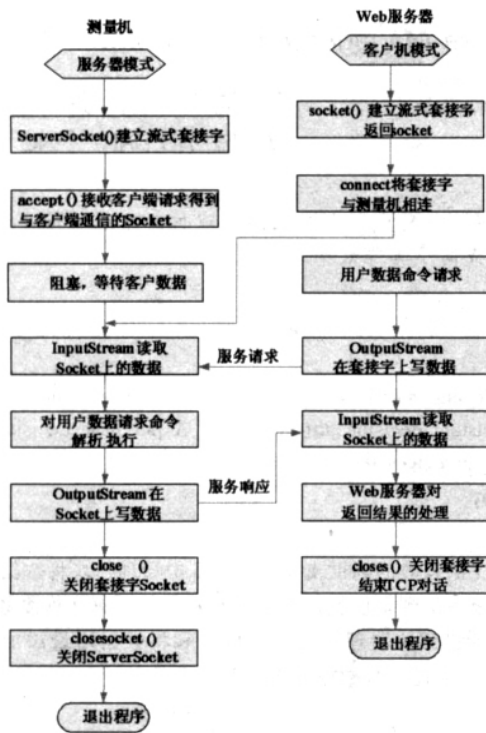 测量机
服务器模式
ServerSocket()建立流式套接字
accept()接收客户端请求得到
与客户端通信的Socket
阻塞，等待客户数据
InputStream 读取
Socket上的数据
对用户数据请求命令
解析 执行
OutputStream在
Socket上写数据
close ()
关闭套接字Socket
closesocket()
关闭ServerSocket
退出程序
服务请求
服务响应
Web服务器
客户机模式
socket() 建立流式套接字
返回socket
connect将套接字
与测量机相连
用户数据命令请求
OutputStream
在套接字上写数据
InputStream读取
Socket上的数据
Web服务器对
返回结果的处理
closes() 关闭套接字
结束TCP对话
退出程序